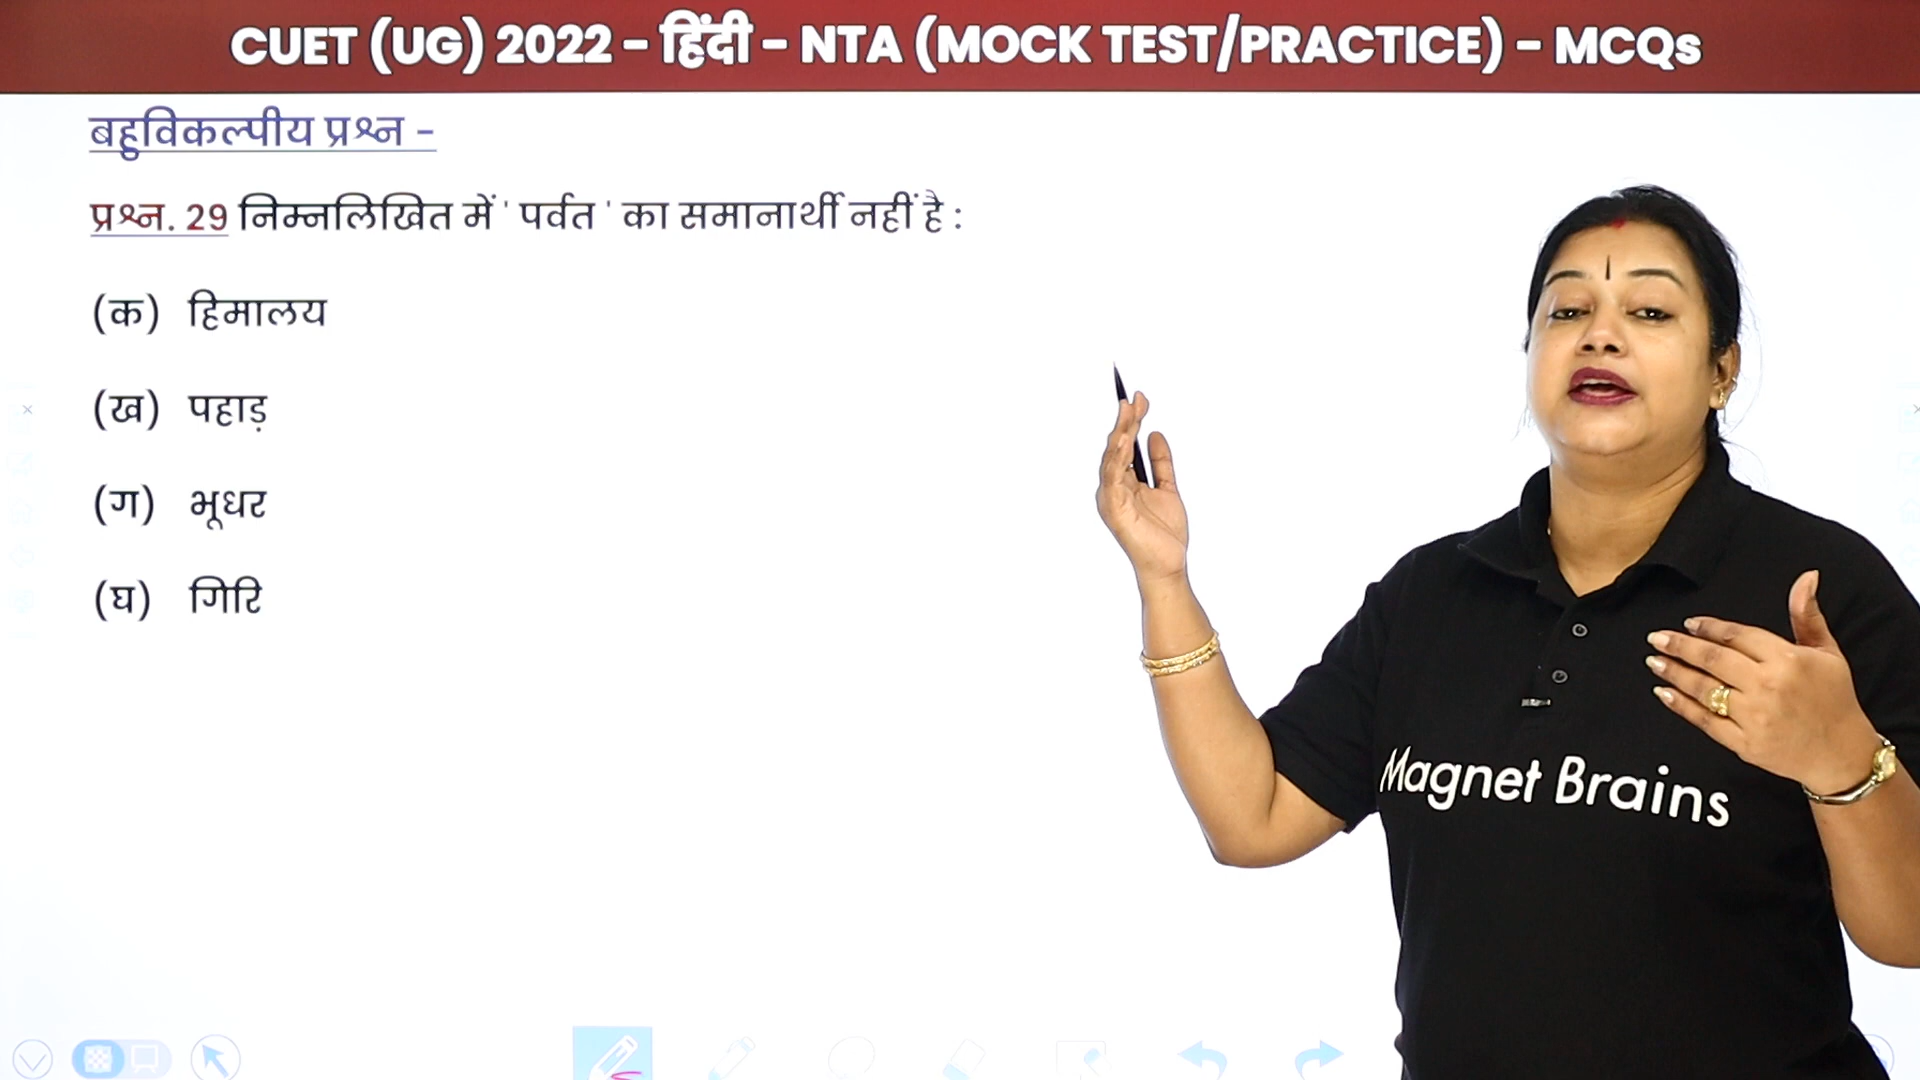 CUET (UG) 2022 – हिंदी – NTA (MOCK TEST/PRACTICE) – MCQs
बहुविकल्पीय प्रश्न –
प्रश्न. 29 निम्नलिखित में ' पर्वत ' का समानार्थी नहीं है :
(क) हिमालय
(ख) पहाड़
(ग) भूधर
(घ) गिरि
Magnet Brains